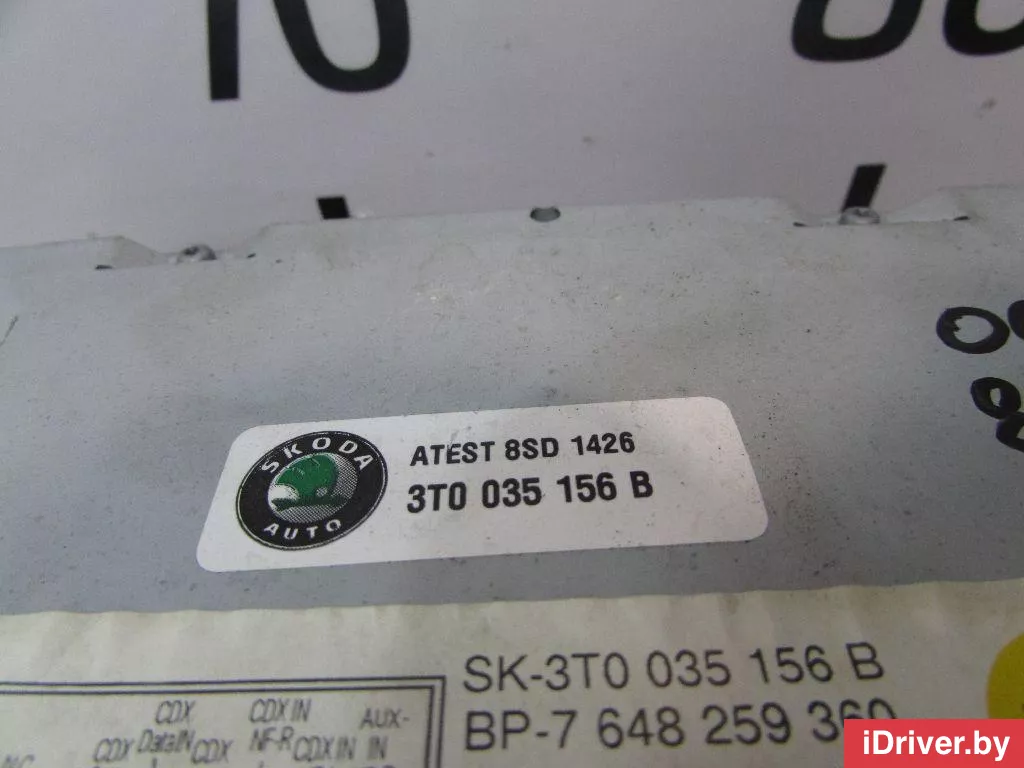 SKODA
AUTO
ATEST 8SD 1426
3T0 035 156 B
SK-3T0 035 156 B
BP-7 648 259 360
CDX CDX IN AUX-
CDX Data IN CDX NF-R CDX IN IN
iDriver.by